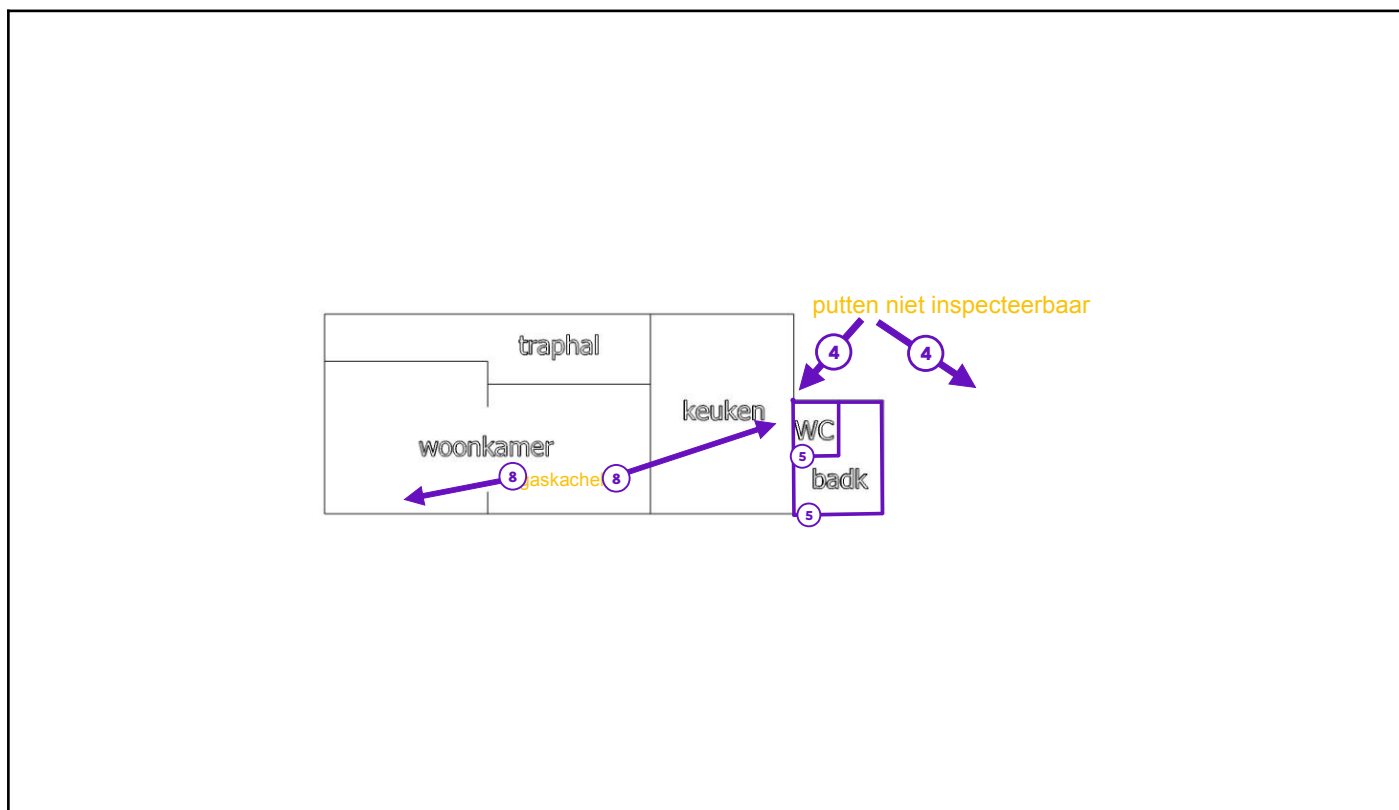 putten niet inspecteerbaar
traphal
4
4
keuken
WC
woonkamer
5
8
gaskachel
8
badk
5